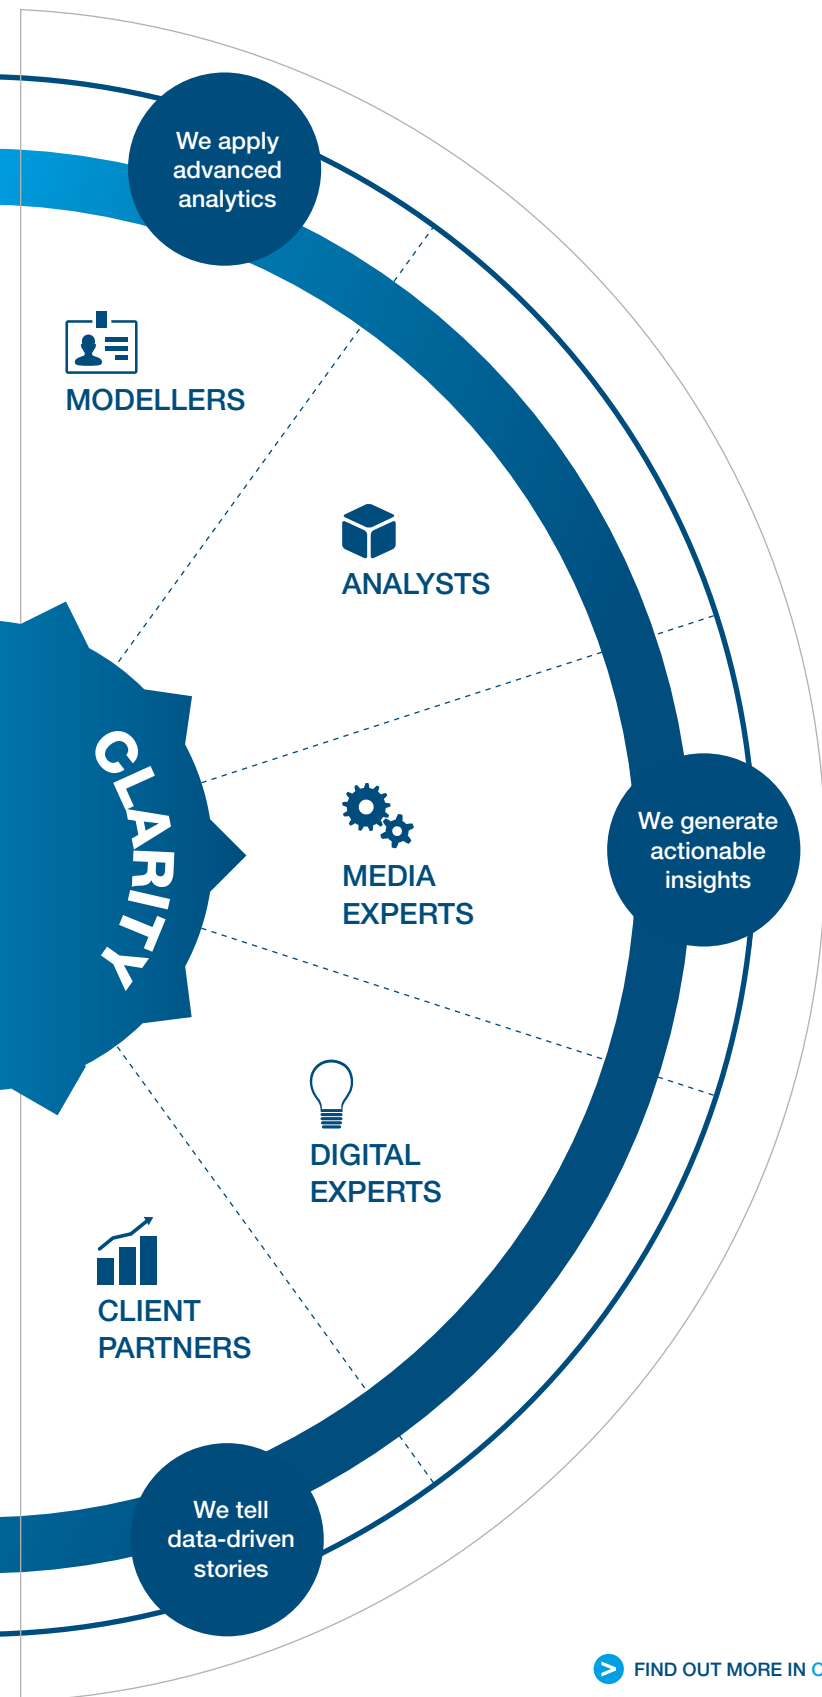 We apply
advanced
analytics
MODELLERS
ANALYSTS
CLARITY
MEDIA
EXPERTS
We generate
actionable
insights
DIGITAL
EXPERTS
CLIENT
PARTNERS
We tell
data-driven
stories
FIND OUT MORE IN